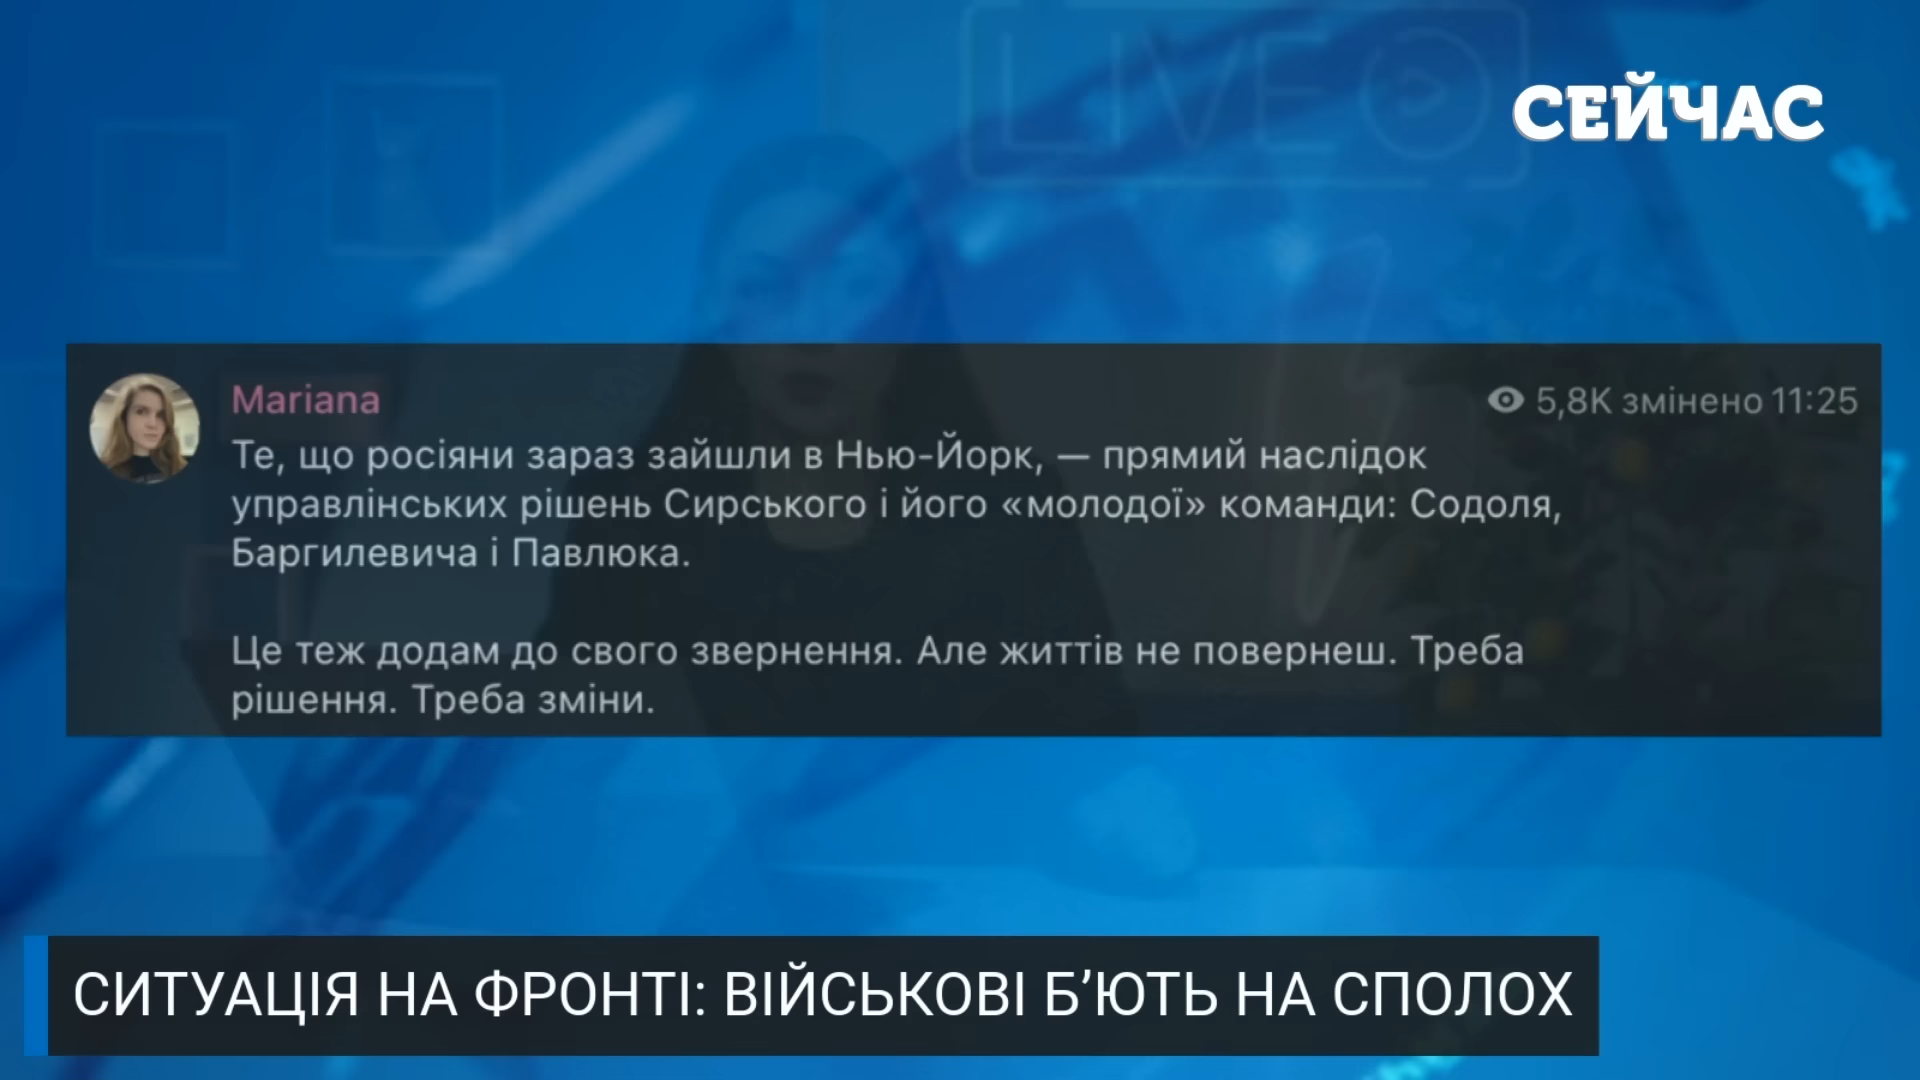 LIVE
СЕЙЧАС
Mariana
5,8K змінено 11:25
Те, що росіяни зараз зайшли в Нью-Йорк, — прямий наслідок
управлінських рішень Сирського і його «молодої» команди: Содоля,
Баргилевича і Павлюка.
Це теж додам до свого звернення. Але життів не повернеш. Треба
рішення. Треба зміни.
СИТУАЦІЯ НА ФРОНТІ: ВІЙСЬКОВІ Б’ЮТЬ НА СПОЛОХ